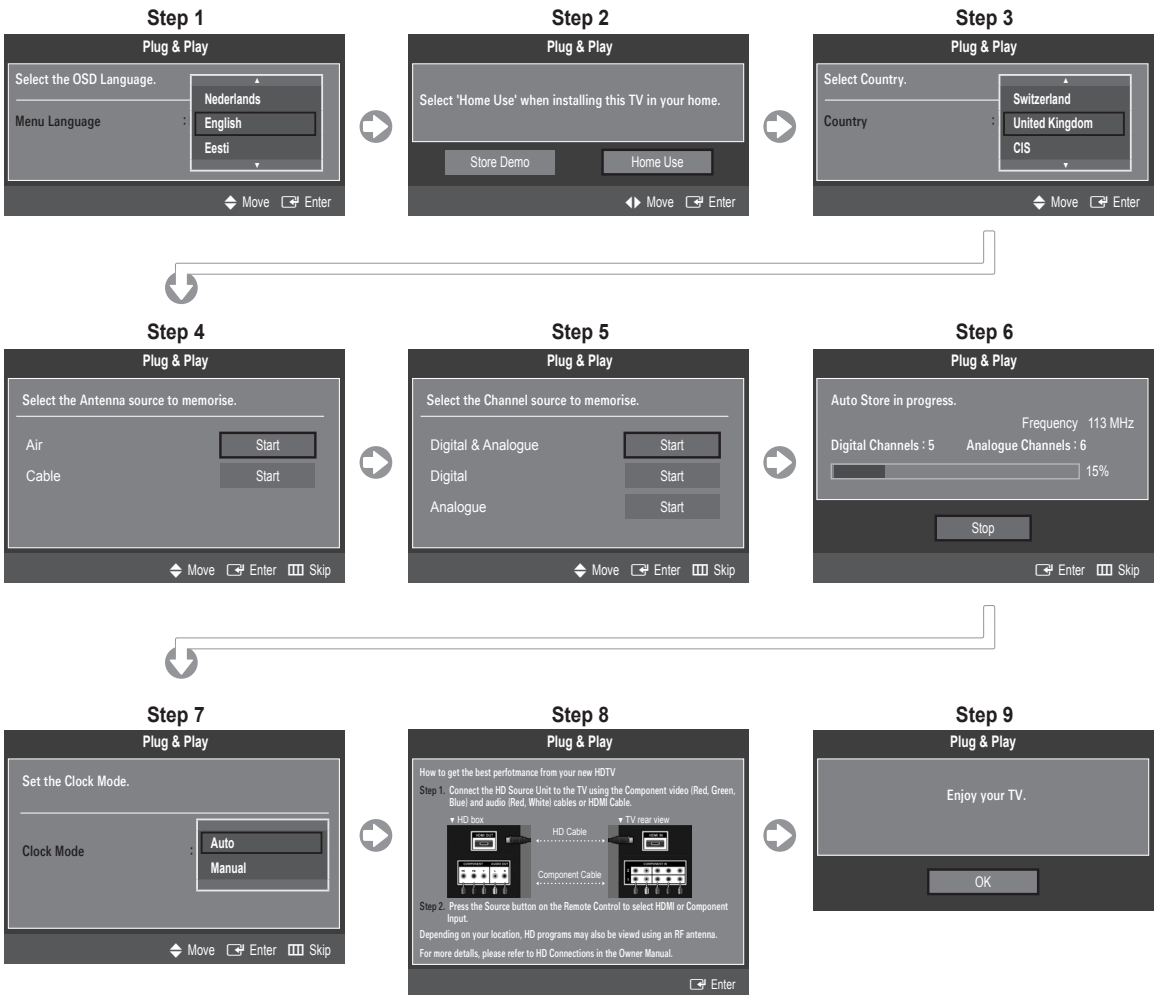 Step 1
Plug & Play
Select the OSD Language.
Menu Language :
Nederlands
English
Eesti
Move Enter
Step 2
Plug & Play
Select 'Home Use' when installing this TV in your home.
Store Demo Home Use
Move Enter
Step 3
Plug & Play
Select Country.
Country :
Switzerland
United Kingdom
CIS
Move Enter
Step 4
Plug & Play
Select the Antenna source to memorise.
Air Start
Cable Start
Move Enter Skip
Step 5
Plug & Play
Select the Channel source to memorise.
Digital & Analogue Start
Digital Start
Analogue Start
Move Enter Skip
Step 6
Plug & Play
Auto Store in progress.
Frequency 113 MHz
Digital Channels : 5 Analogue Channels : 6
15%
Stop
Enter Skip
Step 7
Plug & Play
Set the Clock Mode.
Clock Mode :
Auto
Manual
Move Enter Skip
Step 8
Plug & Play
How to get the best perfotmance from your new HDTV
Step 1. Connect the HD Source Unit to the TV using the Component video (Red, Green,
Blue) and audio (Red, White) cables or HDMI Cable.
▼ HD box ▼ TV rear view
HDMI OUT HD Cable HDMI IN
COMPONENT AUDIO OUT COMPONENT IN
Component Cable
Step 2. Press the Source button on the Remote Control to select HDMI or Component
Input.
Depending on your location, HD programs may also be viewd using an RF antenna.
For more details, please refer to HD Connections in the Owner Manual.
Enter
Step 9
Plug & Play
Enjoy your TV.
OK